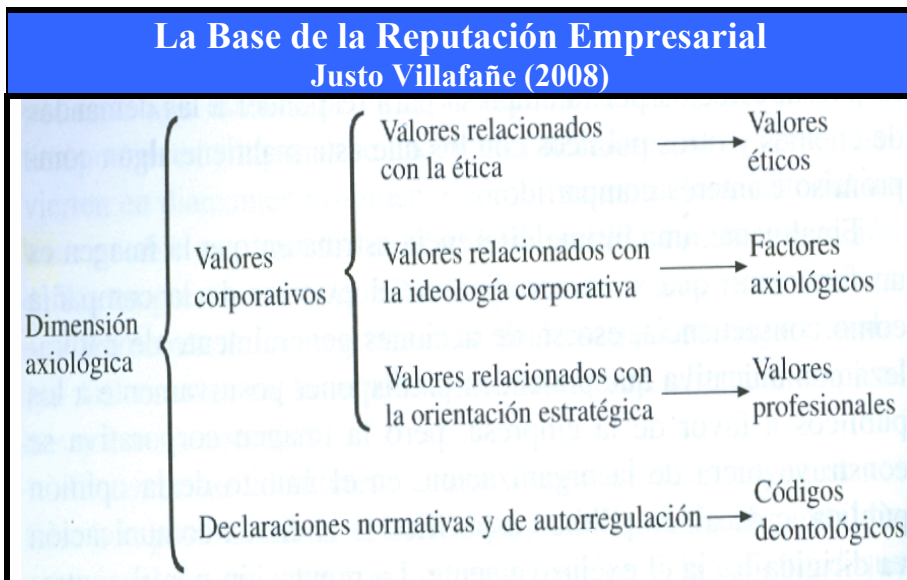 La Base de la Reputación Empresarial
Justo Villafañe (2008)
Valores relacionados
con la ética
Valores
éticos
Valores
corporativos
Valores relacionados con
la ideología corporativa
Factores
axiológicos
Dimensión
axiológica
Valores relacionados con
la orientación estratégica
Valores
profesionales
Declaraciones normativas y de autorregulación
Códigos
deontológicos